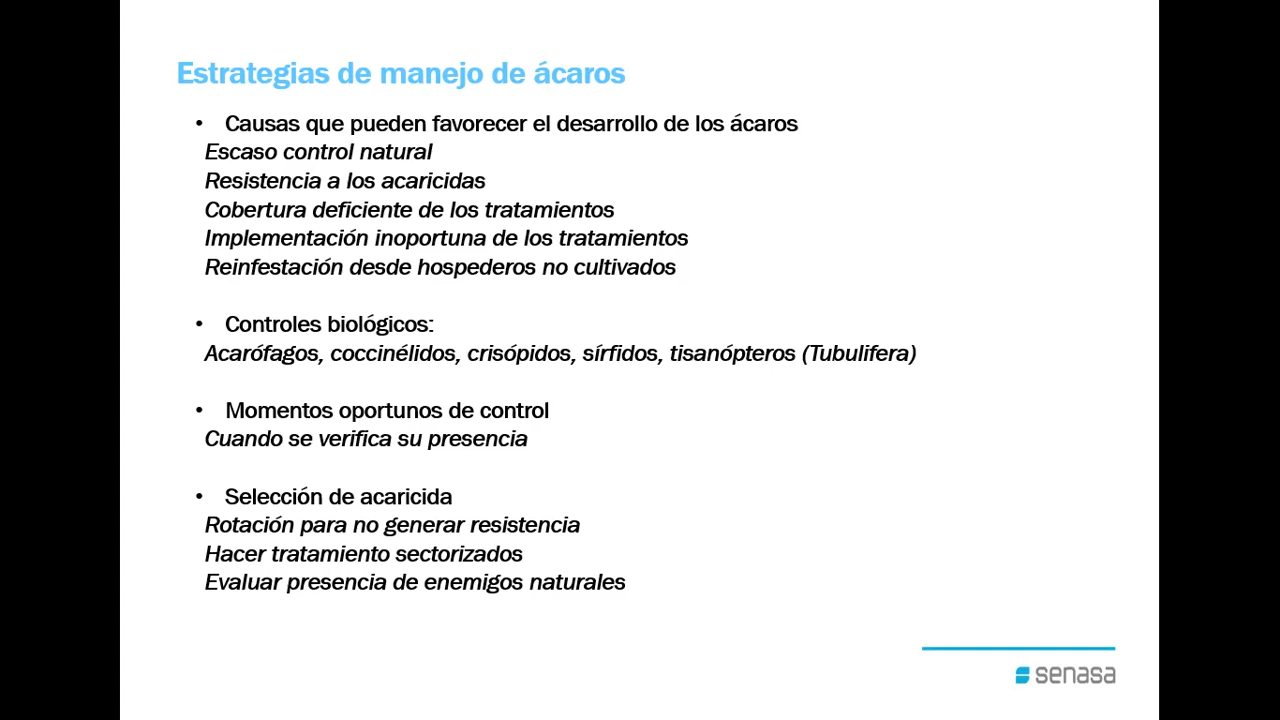 Estrategias de manejo de ácaros
• Causas que pueden favorecer el desarrollo de los ácaros
Escaso control natural
Resistencia a los acaricidas
Cobertura deficiente de los tratamientos
Implementación inoportuna de los tratamientos
Reinfestación desde hospederos no cultivados
• Controles biológicos:
Acarófagos, coccinélidos, crisópidos, sírfidos, tisanópteros (Tubulifera)
• Momentos oportunos de control
Cuando se verifica su presencia
• Selección de acaricida
Rotación para no generar resistencia
Hacer tratamiento sectorizados
Evaluar presencia de enemigos naturales
senasa